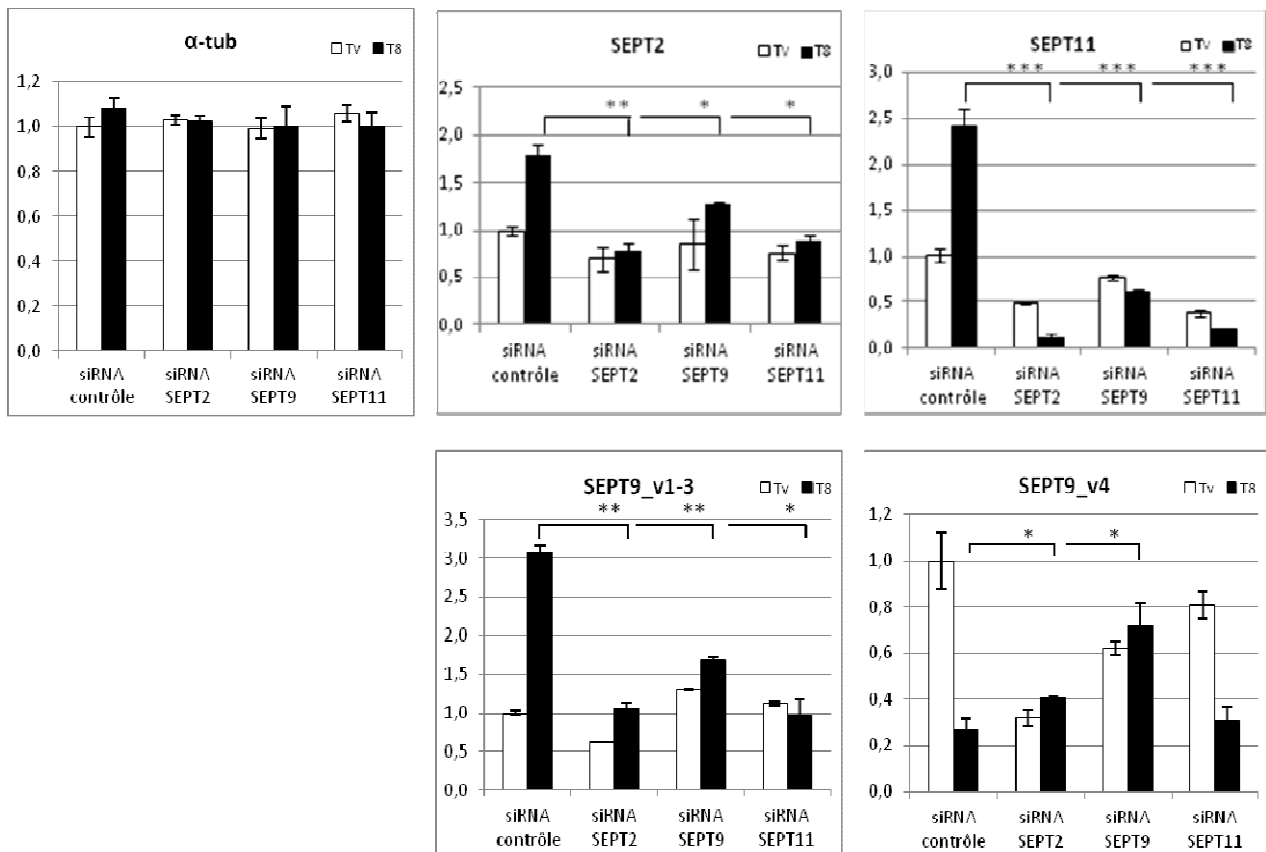 α-tub
Tv T8
1,2
1,0
0,8
0,6
0,4
0,2
0,0
siRNA siRNA siRNA siRNA
contrôle SEPT2 SEPT9 SEPT11
SEPT2
Tv T8
2,5
** * *
2,0
1,5
1,0
0,5
0,0
siRNA siRNA siRNA siRNA
contrôle SEPT2 SEPT9 SEPT11
SEPT11
Tv T8
3,0
*** *** ***
2,5
2,0
1,5
1,0
0,5
0,0
siRNA siRNA siRNA siRNA
contrôle SEPT2 SEPT9 SEPT11
SEPT9_v1-3
Tv T8
3,5
** ** *
3,0
2,5
2,0
1,5
1,0
0,5
0,0
siRNA siRNA siRNA siRNA
contrôle SEPT2 SEPT9 SEPT11
SEPT9_v4
Tv T8
1,2
* *
1,0
0,8
0,6
0,4
0,2
0,0
siRNA siRNA siRNA siRNA
contrôle SEPT2 SEPT9 SEPT11